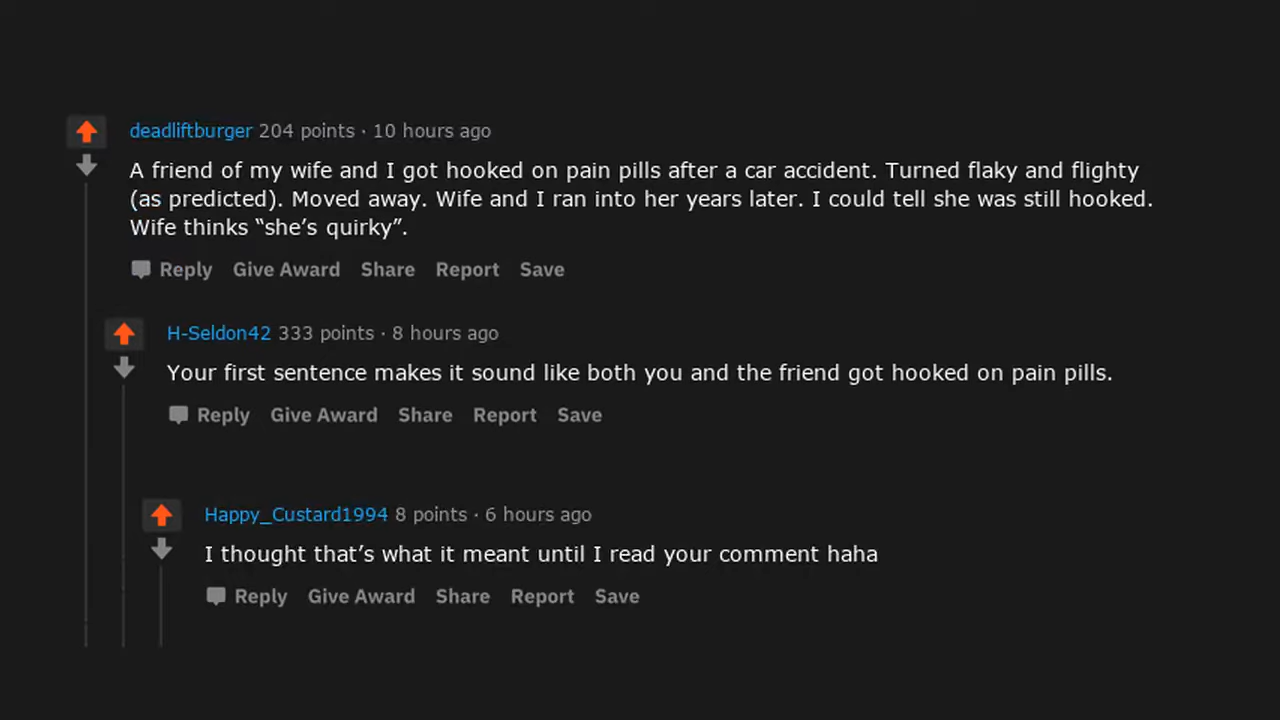 deadliftburger 204 points · 10 hours ago
A friend of my wife and I got hooked on pain pills after a car accident. Turned flaky and flighty
(as predicted). Moved away. Wife and I ran into her years later. I could tell she was still hooked.
Wife thinks “she’s quirky”.
Reply Give Award Share Report Save
H-Seldon42 333 points · 8 hours ago
Your first sentence makes it sound like both you and the friend got hooked on pain pills.
Reply Give Award Share Report Save
Happy_Custard1994 8 points · 6 hours ago
I thought that’s what it meant until I read your comment haha
Reply Give Award Share Report Save